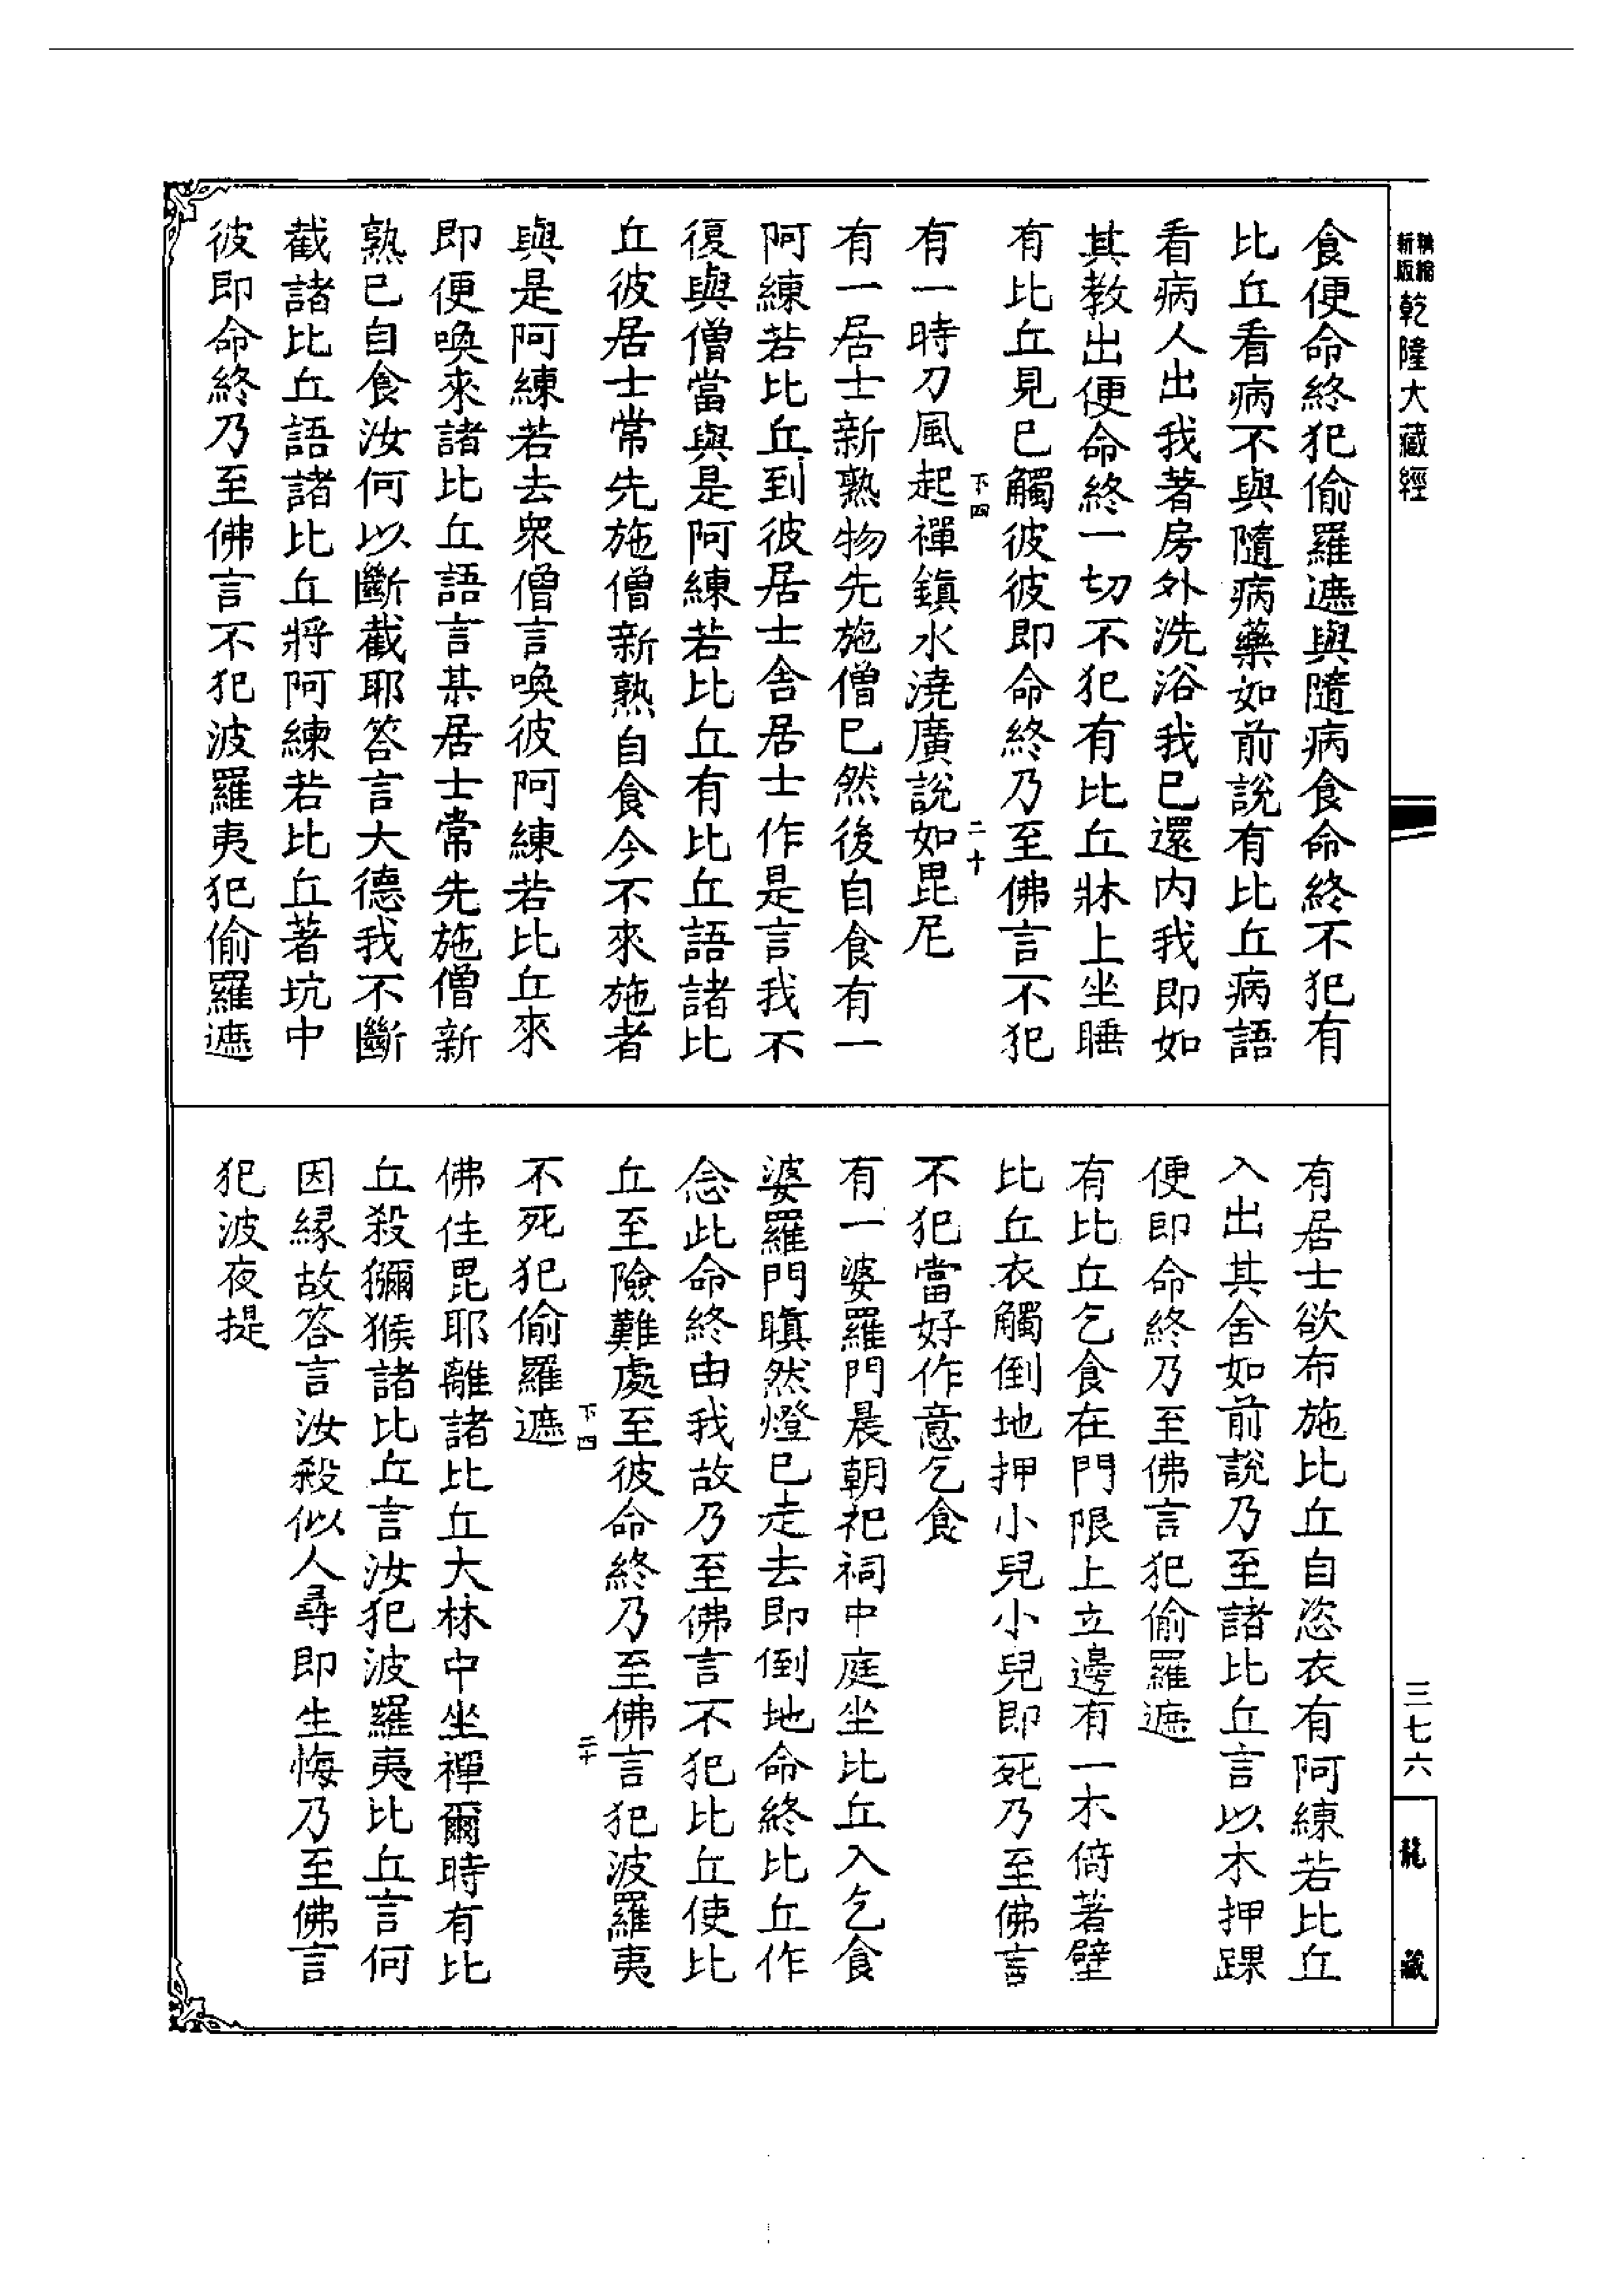 新版精縮乾隆大藏經
食便命終犯偷羅遮與隨病食命終不犯有
比丘看病不與隨病藥如前說有比丘病語
看病人出我著房外洗浴我已還内我即如
其教出便命終一切不犯有比丘牀上坐睡
有比丘見已觸彼彼即命終乃至佛言不犯
下四 二十
有一時刀風起禪鎮水澆廣說如毘尼
有一居士新熟物先施僧已然後自食有一
阿練若比丘到彼居士舍居士作是言我不
復與僧當與是阿練若比丘有比丘語諸比
丘彼居士常先施僧新熟自食今不來施者
與是阿練若去眾僧言喚彼阿練若比丘來
即便喚來諸比丘語言某居士常先施僧新
熟已自食汝何以斷截耶答言大德我不斷
截諸比丘語諸比丘將阿練若比丘著坑中
彼即命終乃至佛言不犯波羅夷犯偷羅遮
有居士欲布施比丘自恣衣有阿練若比丘
入出其舍如前說乃至諸比丘言以木押踝
便即命終乃至佛言犯偷羅遮
有比丘乞食在門限上立邊有一木倚著壁
比丘衣觸倒地押小兒小兒即死乃至佛言
不犯當好作意乞食
有一婆羅門晨朝祀祠中庭坐比丘入乞食
婆羅門瞋然燈已走去即倒地命終比丘作
念此命終由我故乃至佛言不犯比丘使比
丘至險難處至彼命終乃至佛言犯波羅夷
下四 二十
不死犯偷羅遮
佛住毘耶離諸比丘大林中坐禪爾時有比
丘殺獼猴諸比丘言汝犯波羅夷比丘言何
因緣故答言汝殺似人尋即生悔乃至佛言
犯波夜提
三七六
龍藏